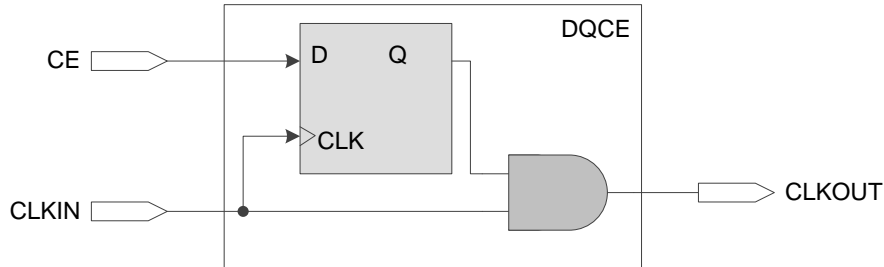 DQCE
CE
D Q
CLK
CLKIN
CLKOUT